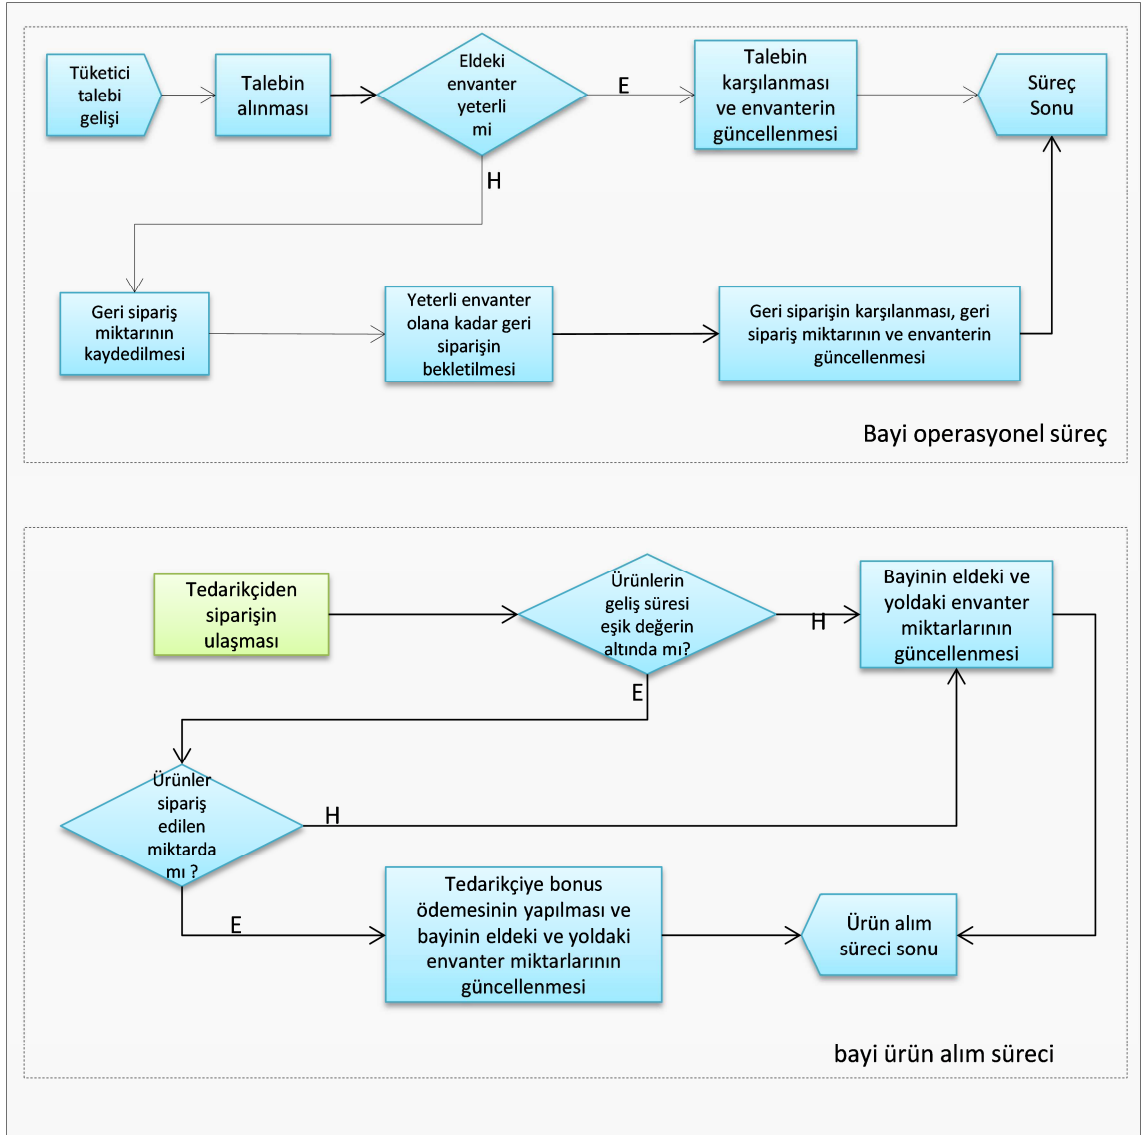 Tüketici
talebi
gelişi
Talebin
alınması
Eldeki
envanter
yeterli
mi
E
Talebin
karşılanması
ve envanterin
güncellenmesi
Süreç
Sonu
H
Geri sipariş
miktarının
kaydedilmesi
Yeterli envanter
olana kadar geri
siparişin
bekletilmesi
Geri siparişin karşılanması, geri
sipariş miktarının ve envanterin
güncellenmesi
Bayi operasyonel süreç
Tedarikçiden
siparişin
ulaşması
Ürünlerin
geliş süresi
eşik değerin
altında mı?
H
Bayinin eldeki ve
yoldaki envanter
miktarlarının
güncellenmesi
E
Ürünler
sipariş
edilen
miktarda
mı ?
H
E
Tedarikçiye bonus
ödemesinin yapılması ve
bayinin eldeki ve yoldaki
envanter miktarlarının
güncellenmesi
Ürün alım
süreci sonu
bayi ürün alım süreci